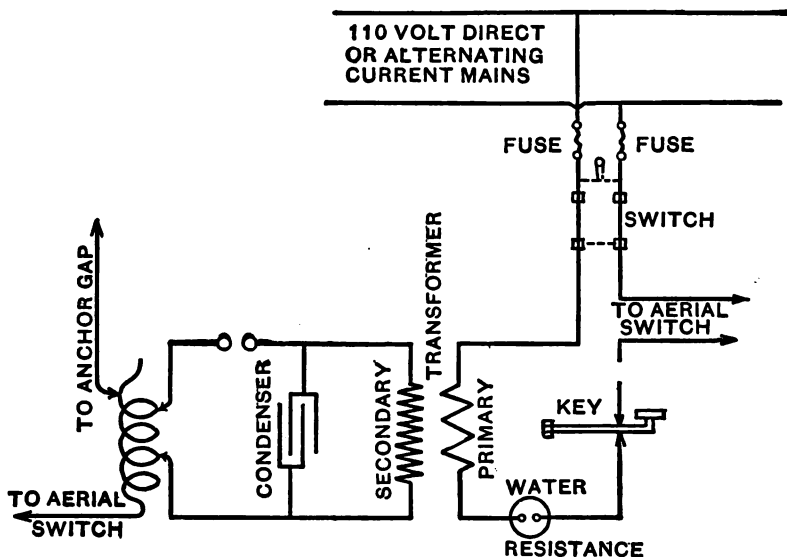 110 VOLT DIRECT
OR ALTERNATING
CURRENT MAINS
FUSE
FUSE
SWITCH
TO AERIAL
SWITCH
TRANSFORMER
TO ANCHOR GAP
CONDENSER
SECONDARY
PRIMARY
KEY
WATER
RESISTANCE
TO AERIAL
SWITCH